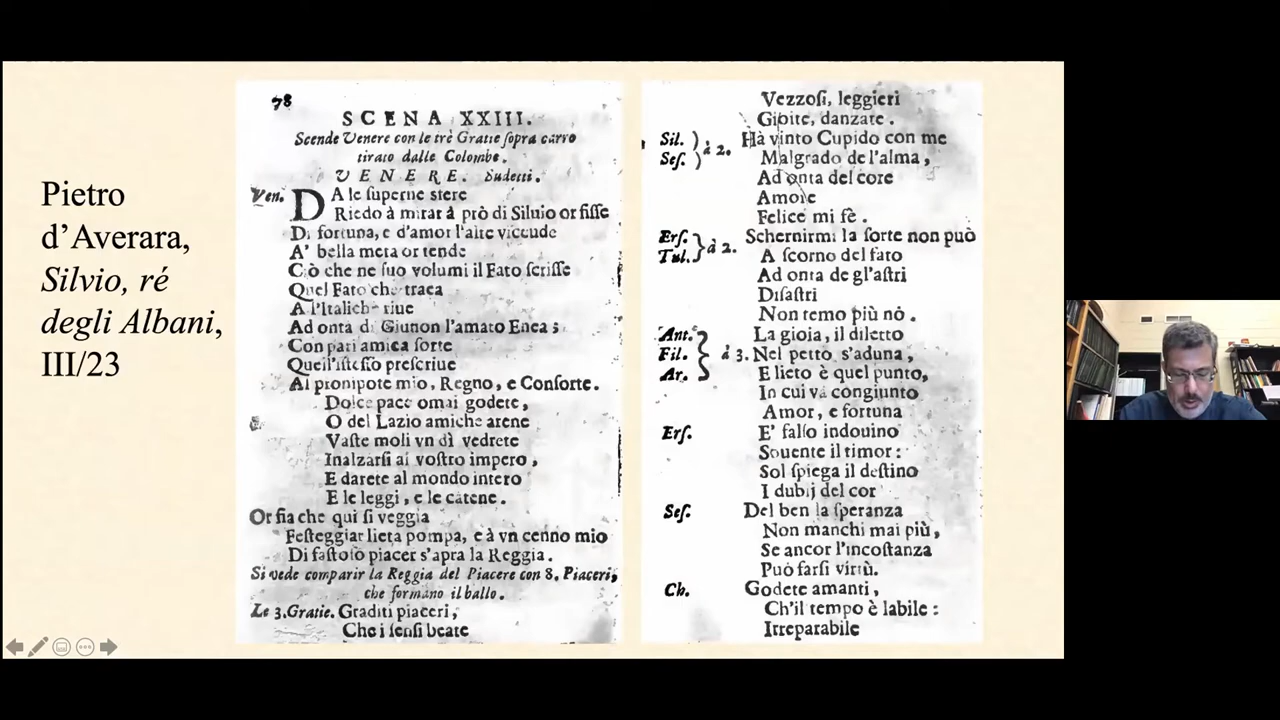 Pietro
d’Averara,
Silvio, ré
degli Albani,
III/23
78
SCENA XXIII.
Scende Venere con le trè Gratie ſopra carro
tirato dalle Colombe.
VENERE. Sudetti.
Ven. DA le ſuperne sfere
Riedo à mirar à prò di Siluio or fiſſe
Di fortuna, e d'amor l'alte vicende
A' bella meta or tende
Ciò che ne ſuo volumi il Fato ſcriſſe
Quel Fato che traea
A l'Italiche riue
Ad onta di Giunon l'amato Enea;
Con pari amica ſorte
Quell'iſteſſo preſcriue
Al pronipote mio, Regno, e Conſorte.
Dolce pace omai godete,
O del Lazio amiche arene
Vaſte moli vn dì vedrete
Inalzarſi al voſtro impero,
E darete al mondo intero
E le leggi, e le catene.
Or ſia che qui ſi veggia
Feſteggiar lieta pompa, e à vn cenno mio
Di faſtoſo piacer s'apra la Reggia.
Si vede comparir la Reggia del Piacere con 8. Piaceri,
che formano il ballo.
Le 3. Gratie. Graditi piaceri,
Che i ſenſi beate
Vezzoſi, leggieri
Gioite, danzate.
Sil. ) à 2. Hà vinto Cupido con me
Seſ. ) Malgrado de l'alma,
Ad onta del core
Amore
Felice mi fè.
Erſ. } à 2. Schernirmi la ſorte non può
Tul. } A ſcorno del fato
Ad onta de gl'aſtri
Diſaſtri
Non temo più nò.
Ant. La gioia, il diletto
Fil. } à 3. Nel petto s'aduna,
Ar. E lieto è quel punto,
In cui và congiunto
Amor, e fortuna
Erſ. E' falſo indouino
Souente il timor:
Sol ſpiega il deſtino
I dubij del cor
Seſ. Del ben la ſperanza
Non manchi mai più,
Se ancor l'incoſtanza
Può farſi virtù.
Ch. Godete amanti,
Ch'il tempo è labile:
Irreparabile